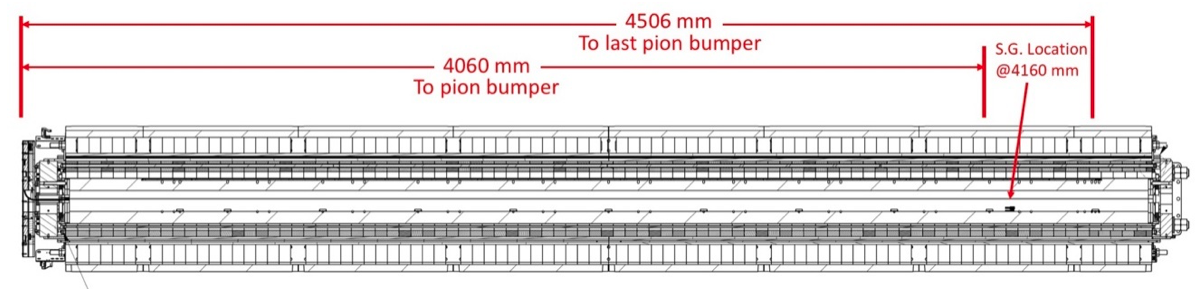 4506 mm
To last pion bumper
S.G. Location
@4160 mm
4060 mm
To pion bumper